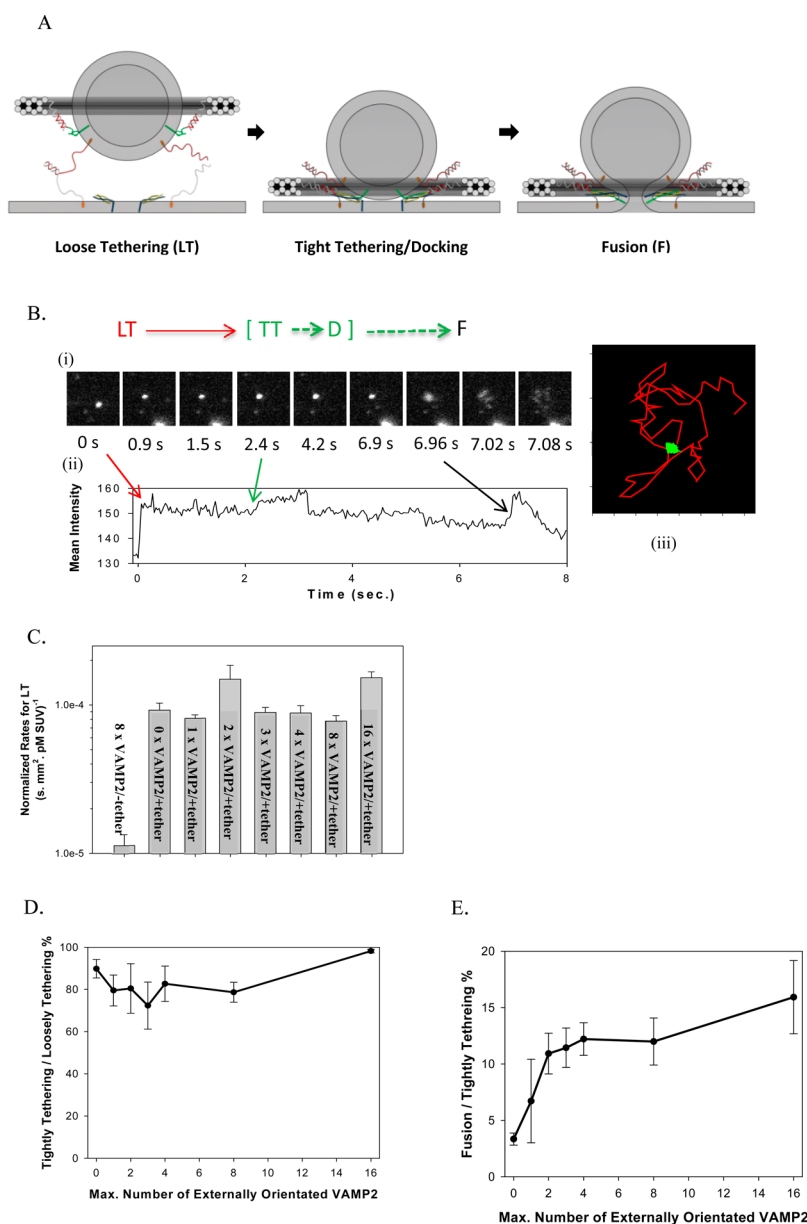 A
Loose Tethering (LT)
Tight Tethering/Docking
Fusion (F)
B.
LT [ TT D ] F
(i)
0 s 0.9 s 1.5 s 2.4 s 4.2 s 6.9 s 6.96 s 7.02 s 7.08 s
(ii)
Mean Intensity
160
150
140
130
0 2 4 6 8
Time (sec.)
(iii)
C.
Normalized Rates for LT
(s. mm². pM SUV)⁻¹
1.0e-4
1.0e-5
8 x VAMP2/-tether
0 x VAMP2/+tether
1 x VAMP2/+tether
2 x VAMP2/+tether
3 x VAMP2/+tether
4 x VAMP2/+tether
8 x VAMP2/+tether
16 x VAMP2/+tether
D.
Tightly Tethering / Loosely Tethering %
100
80
60
40
20
0
0 2 4 6 8 10 12 14 16
Max. Number of Externally Orientated VAMP2
E.
Fusion / Tightly Tethreing %
20
15
10
5
0
0 2 4 6 8 10 12 14 16
Max. Number of Externally Orientated VAMP2